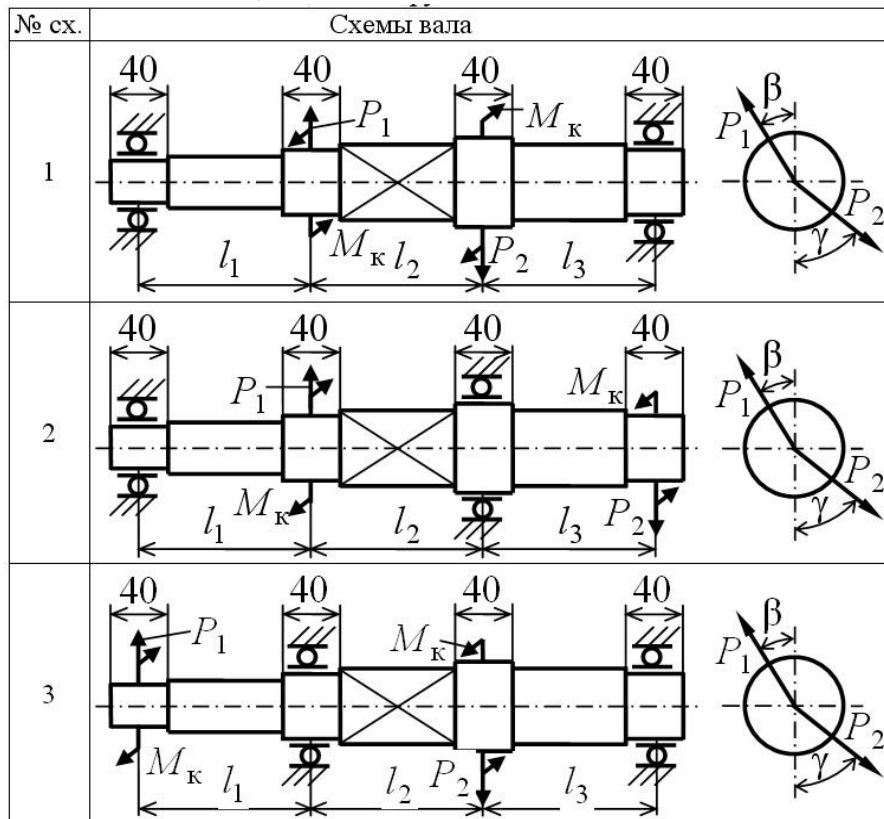 № сх. Схемы вала
40 40 40 40
P₁ Mк β
1 P₁ P₂
Mк P₂ γ
l₁ l₂ l₃
40 40 40 40
P₁ Mк β
2 P₁ P₂
Mк P₂ γ
l₁ l₂ l₃
40 40 40 40
P₁ Mк β
3 P₁ P₂
Mк P₂ γ
l₁ l₂ l₃